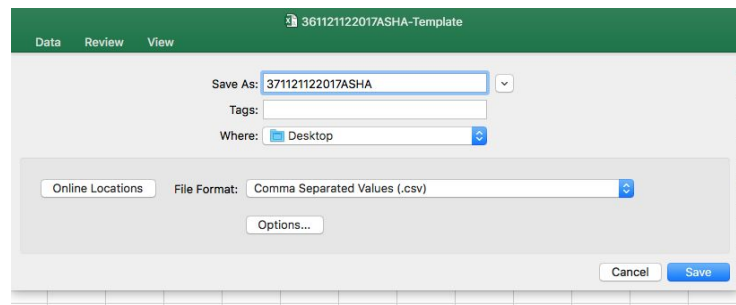 361121122017ASHA-Template
Data Review View
Save As: 371121122017ASHA
Tags:
Where: Desktop
Online Locations File Format: Comma Separated Values (.csv)
Options...
Cancel Save